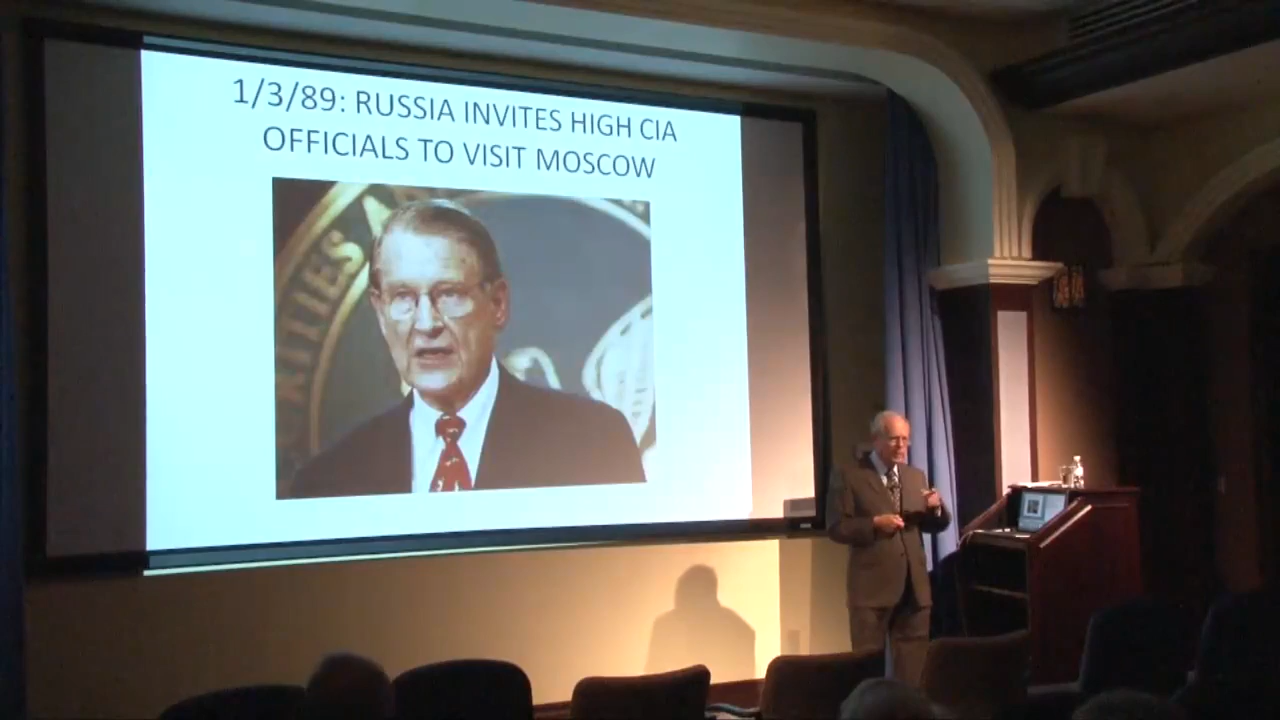 1/3/89: RUSSIA INVITES HIGH CIA
OFFICIALS TO VISIT MOSCOW